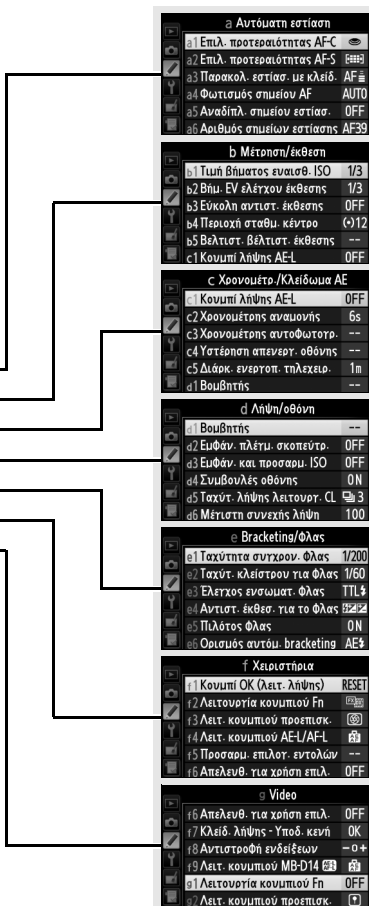 a Αυτόματη εστίαση
a1 Επιλ. προτεραιότητας AF-C
a2 Επιλ. προτεραιότητας AF-S
a3 Παρακολ. εστίασ. με κλείδ. AF
a4 Φωτισμός σημείου AF AUTO
a5 Αναδίπλ. σημείου εστίασ. OFF
a6 Αριθμός σημείων εστίασης AF39
b Μέτρηση/έκθεση
b1 Τιμή βήματος ευαισθ. ISO 1/3
b2 Βήμ. EV ελέγχου έκθεσης 1/3
b3 Εύκολη αντιστ. έκθεσης OFF
b4 Περιοχή σταθμ. κέντρο (•)12
b5 Βελτιστ. βέλτιστ. έκθεσης --
c1 Κουμπί λήψης AE-L OFF
c Χρονομέτρ./Κλείδωμα AE
c1 Κουμπί λήψης AE-L OFF
c2 Χρονομέτρης αναμονής 6s
c3 Χρονομέτρης αυτοφωτογρ. --
c4 Υστέρηση απενεργ. οθόνης --
c5 Διάρκ. ενεργοπ. τηλεχειρ. 1m
d1 Βομβητής --
d Λήψη/οθόνη
d1 Βομβητής --
d2 Εμφάν. πλέγμ. σκοπεύτρ. OFF
d3 Εμφάν. και προσαρμ. ISO OFF
d4 Συμβουλές οθόνης ON
d5 Ταχύτ. λήψης λειτουργ. CL 3
d6 Μέγιστη συνεχής λήψη 100
e Bracketing/φλας
e1 Ταχύτητα συγχρον. φλας 1/200
e2 Ταχύτ. κλείστρου για φλας 1/60
e3 Έλεγχος ενσωματ. φλας TTL
e4 Αντιστ. έκθεσ. για το φλας
e5 Πιλότος φλας ON
e6 Ορισμός αυτόμ. bracketing AE
f Χειριστήρια
f1 Κουμπί OK (λειτ. λήψης) RESET
f2 Λειτουργία κουμπιού Fn
f3 Λειτ. κουμπιού προεπισκ.
f4 Λειτ. κουμπιού AE-L/AF-L
f5 Προσαρμ. επιλογ. εντολών --
f6 Απελευθ. για χρήση επιλ. OFF
g Video
f6 Απελευθ. για χρήση επιλ. OFF
f7 Κλείδ. λήψης - Υποδ. κενή OK
f8 Αντιστροφή ενδείξεων -0+
f9 Λειτ. κουμπιού MB-D14
g1 Λειτουργία κουμπιού Fn OFF
g2 Λειτ. κουμπιού προεπισκ.